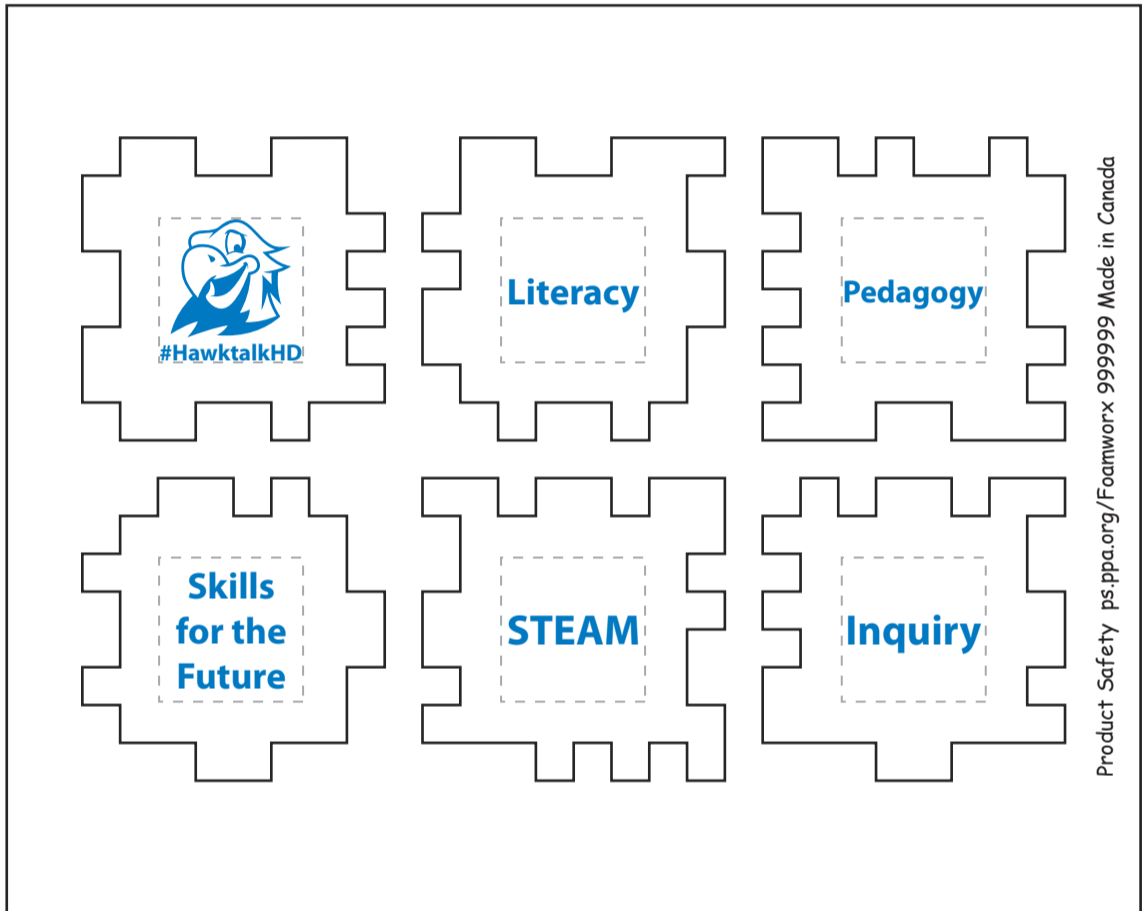 #HawktalkHD
Literacy
Pedagogy
Skills
for the
Future
STEAM
Inquiry
Product Safety ps.ppa.org/Foamworx 999999 Made in Canada